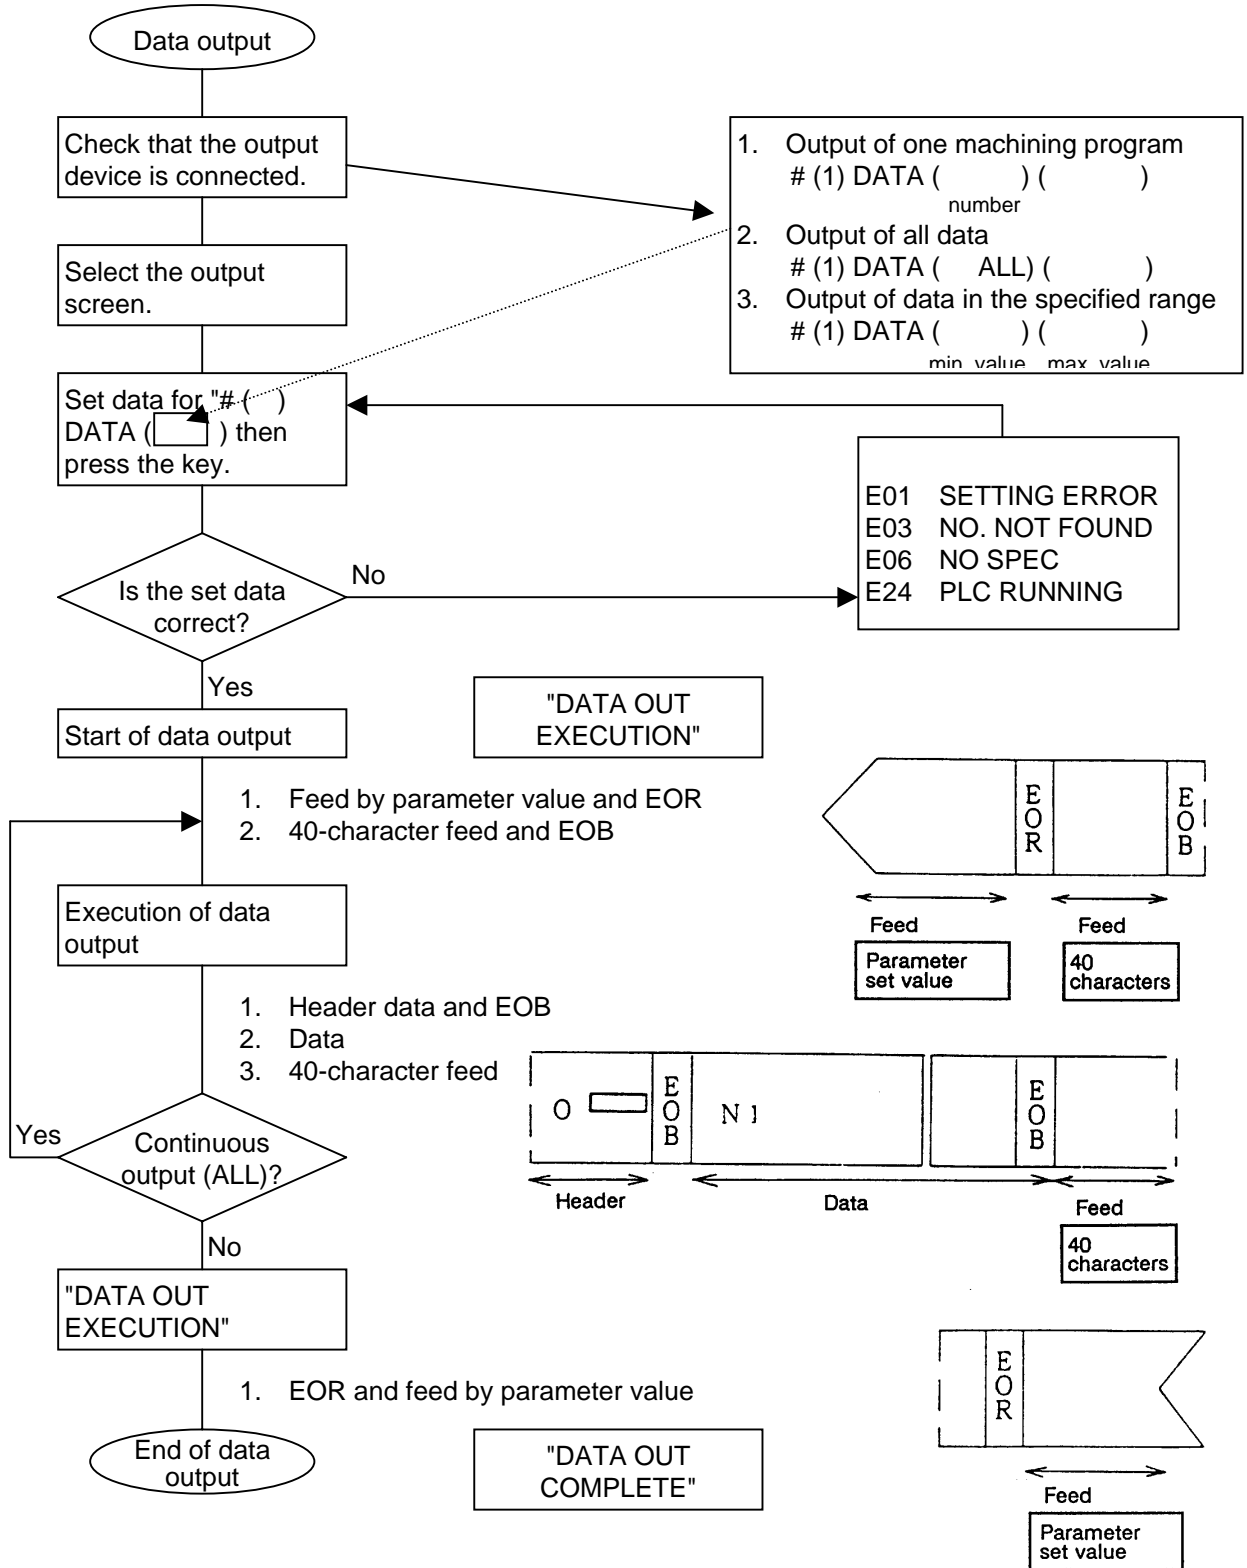 Data output
Check that the output
device is connected.
1. Output of one machining program
# (1) DATA ( ) ( )
number
2. Output of all data
# (1) DATA ( ALL) ( )
3. Output of data in the specified range
# (1) DATA ( ) ( )
min. value max. value
Select the output
screen.
Set data for "# ( )
DATA ( ) then
press the key.
E01 SETTING ERROR
E03 NO. NOT FOUND
E06 NO SPEC
E24 PLC RUNNING
Is the set data
correct?
No
Yes
Start of data output
"DATA OUT
EXECUTION"
1. Feed by parameter value and EOR
2. 40-character feed and EOB
EOR
EOB
Feed
Parameter
set value
Feed
40
characters
Execution of data
output
1. Header data and EOB
2. Data
3. 40-character feed
O
EOB
N1
EOB
Header
Data
Feed
40
characters
Yes
Continuous
output (ALL)?
No
"DATA OUT
EXECUTION"
1. EOR and feed by parameter value
EOR
Feed
Parameter
set value
End of data
output
"DATA OUT
COMPLETE"